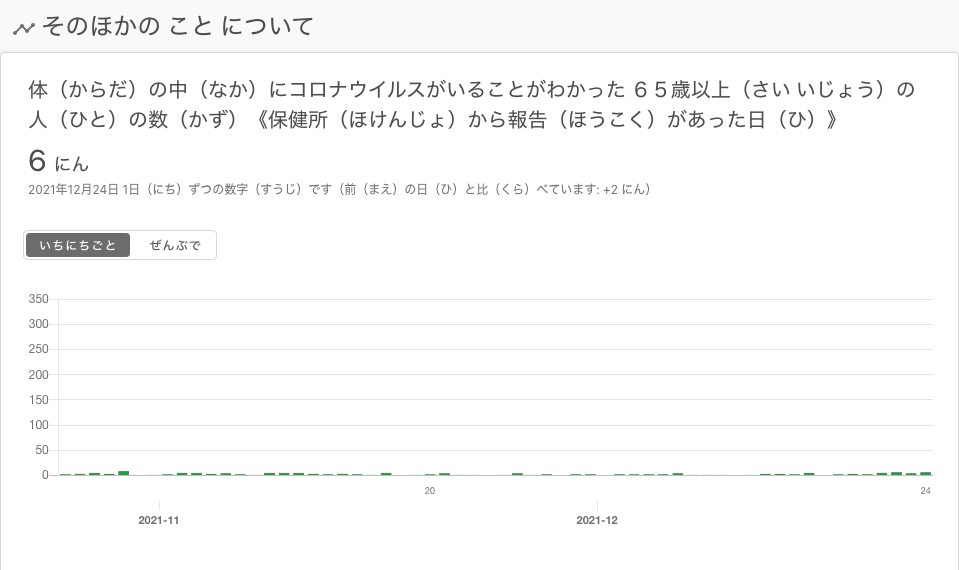 そのほかの こと について
体（からだ）の中（なか）にコロナウイルスがいることがわかった ６５歳以上（さい いじょう）の
人（ひと）の数（かず）《保健所（ほけんじょ）から報告（ほうこく）があった日（ひ）》
6 にん
2021年12月24日 1日（にち）ずつの数字（すうじ）です（前（まえ）の日（ひ）と比（くら）べています: +2 にん）
いちにちごと ぜんぶで
350
300
250
200
150
100
50
0
20 24
2021-11 2021-12